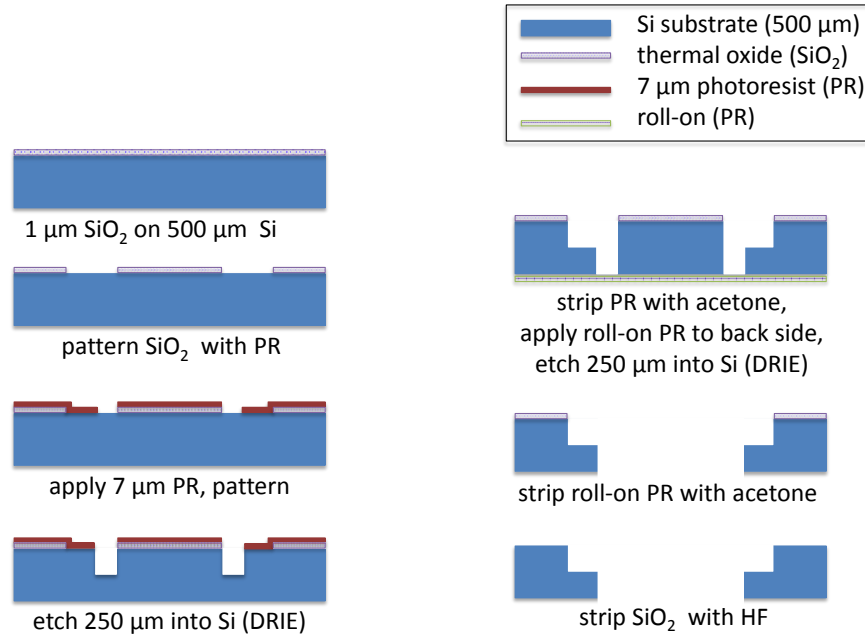 Si substrate (500 μm)
thermal oxide (SiO₂)
7 μm photoresist (PR)
roll-on (PR)
1 μm SiO₂ on 500 μm Si
pattern SiO₂ with PR
apply 7 μm PR, pattern
etch 250 μm into Si (DRIE)
strip PR with acetone,
apply roll-on PR to back side,
etch 250 μm into Si (DRIE)
strip roll-on PR with acetone
strip SiO₂ with HF